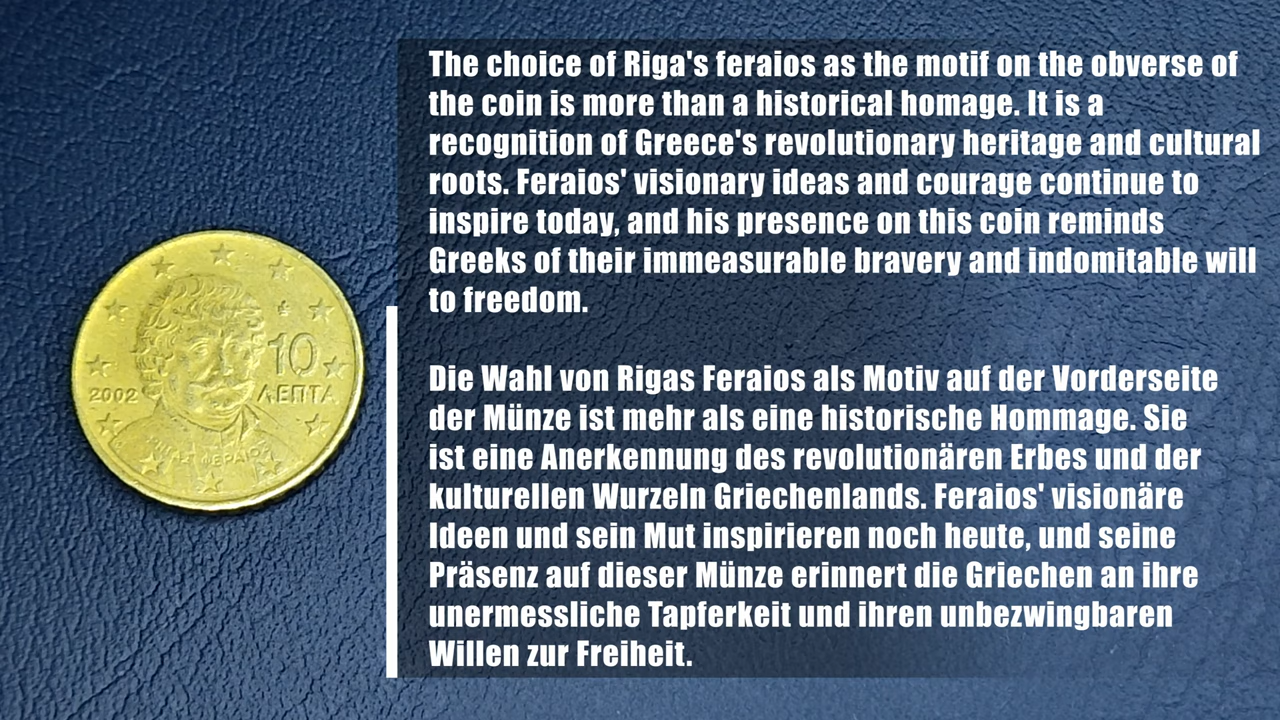 The choice of Riga's feraios as the motif on the obverse of
the coin is more than a historical homage. It is a
recognition of Greece's revolutionary heritage and cultural
roots. Feraios' visionary ideas and courage continue to
inspire today, and his presence on this coin reminds
Greeks of their immeasurable bravery and indomitable will
to freedom.
Die Wahl von Rigas Feraios als Motiv auf der Vorderseite
der Münze ist mehr als eine historische Hommage. Sie
ist eine Anerkennung des revolutionären Erbes und der
kulturellen Wurzeln Griechenlands. Feraios' visionäre
Ideen und sein Mut inspirieren noch heute, und seine
Präsenz auf dieser Münze erinnert die Griechen an ihre
unermessliche Tapferkeit und ihren unbezwingbaren
Willen zur Freiheit.
10
2002 ΛΕΠΤΑ